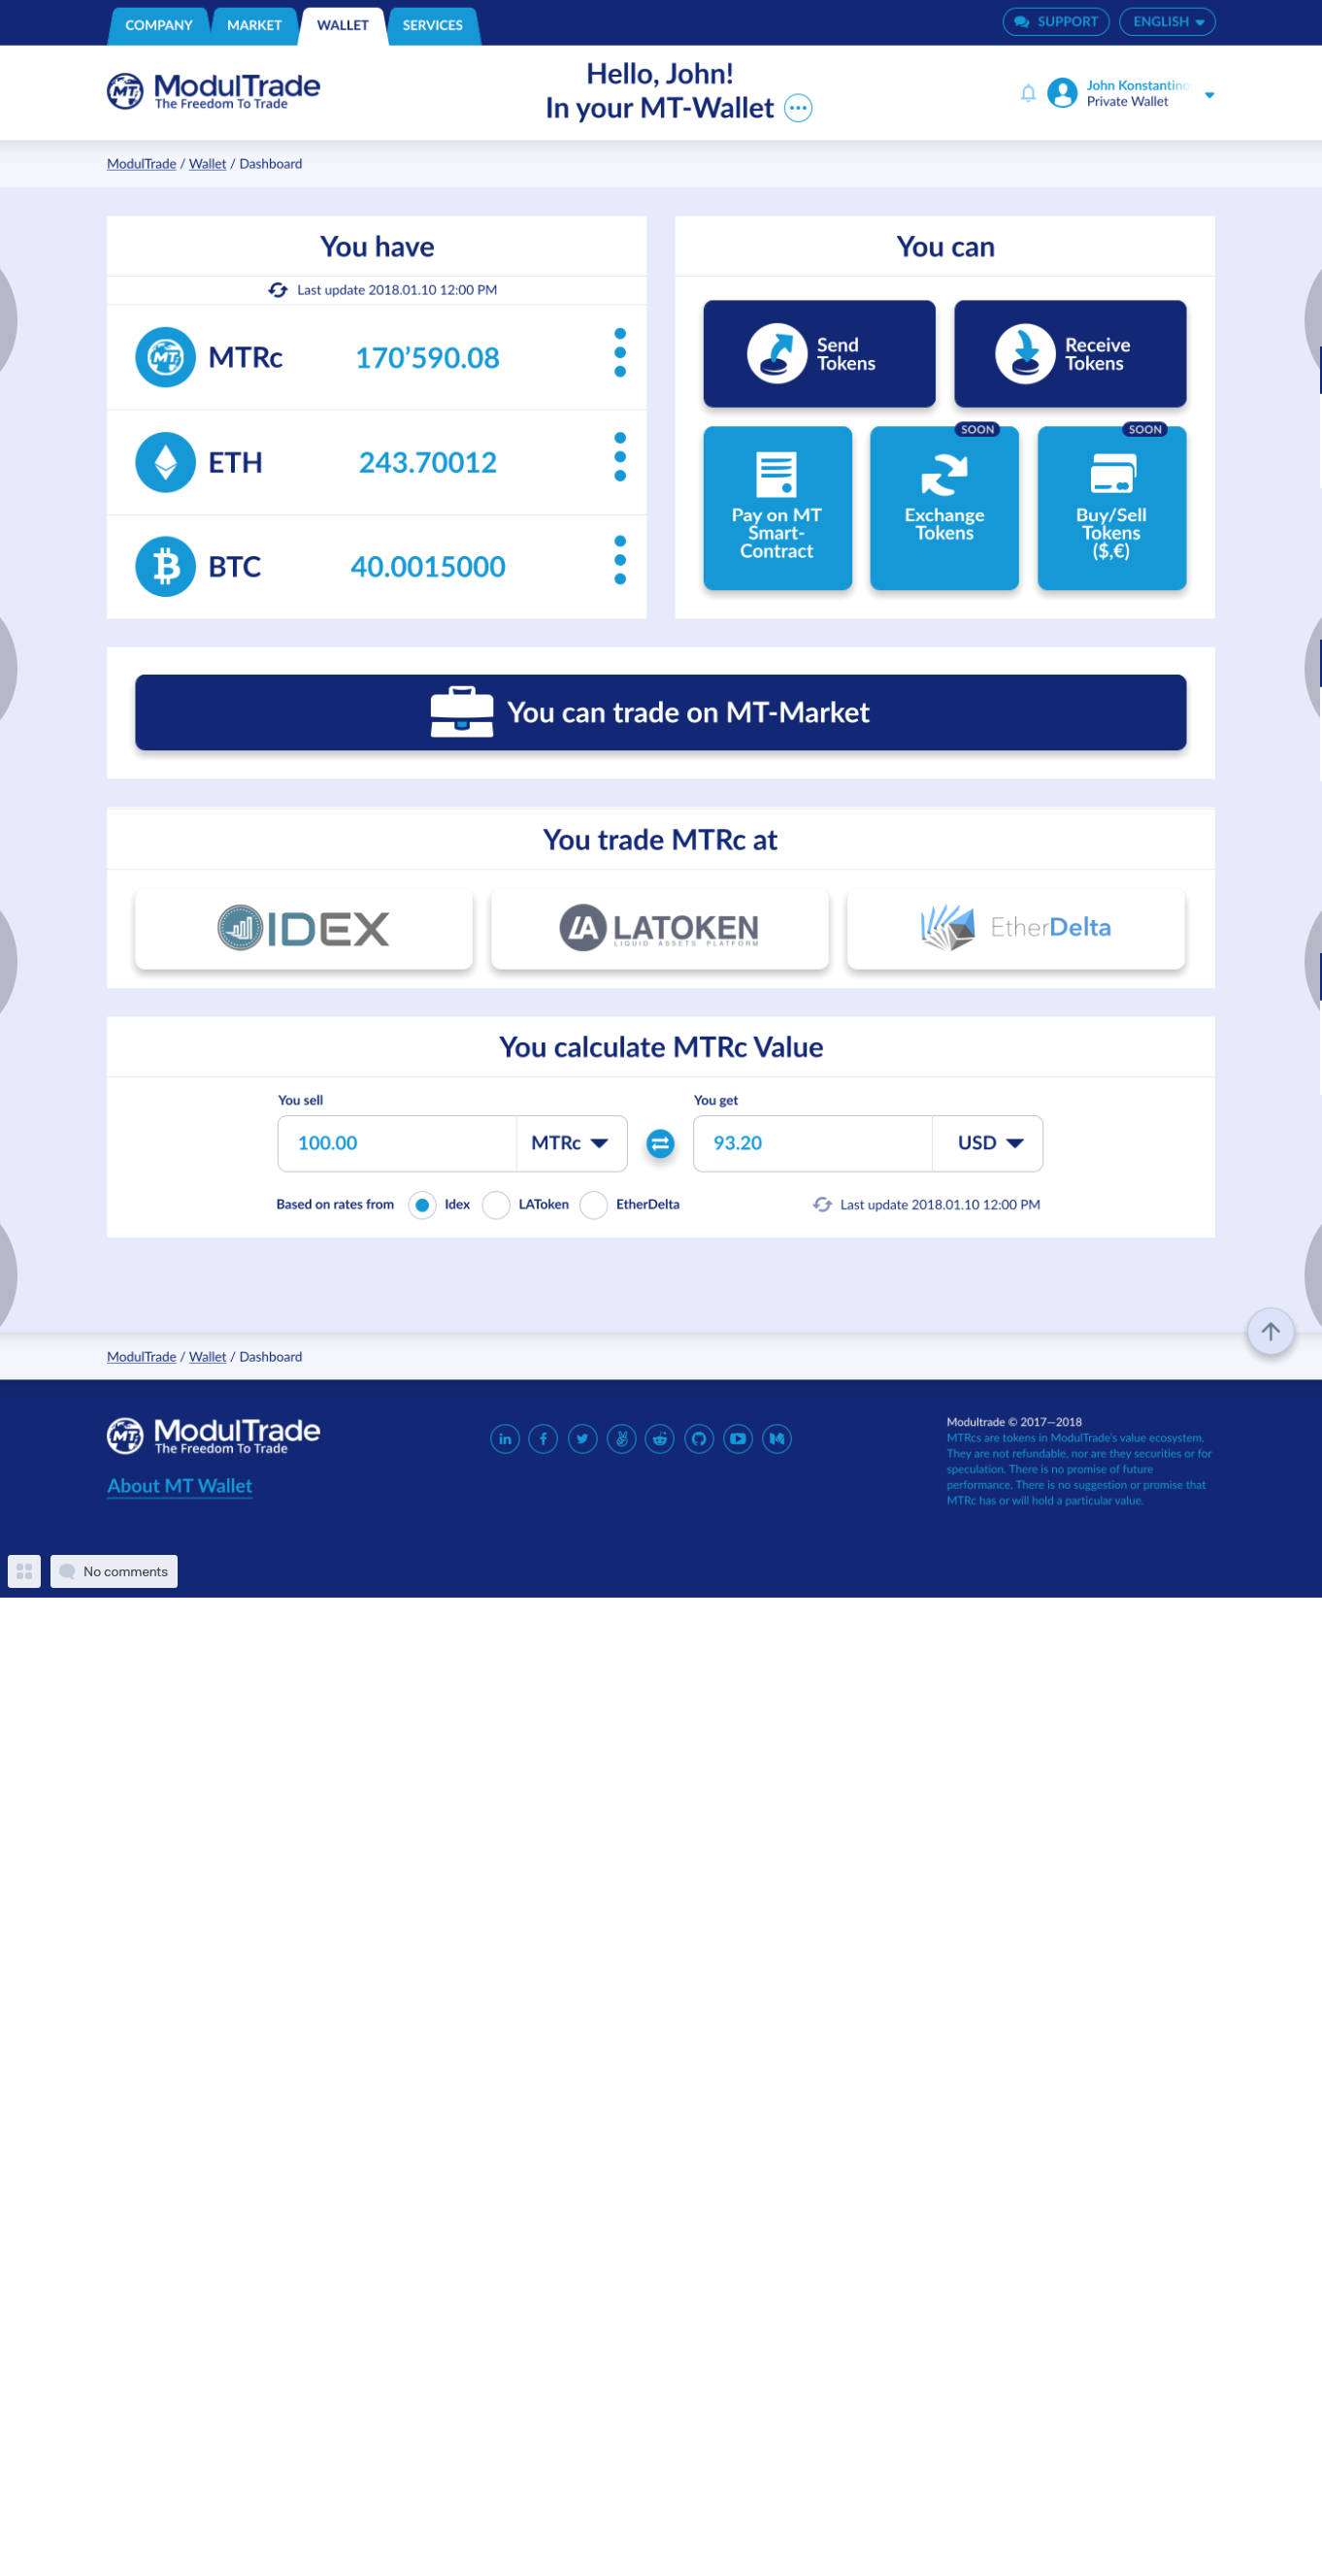 COMPANY MARKET WALLET SERVICES SUPPORT ENGLISH
MTi ModulTrade
The Freedom To Trade
Hello, John!
In your MT-Wallet
John Konstantino
Private Wallet
ModulTrade / Wallet / Dashboard
You have
Last update 2018.01.10 12:00 PM
MTi MTRc 170’590.08
ETH 243.70012
BTC 40.0015000
You can
Send
Tokens
Receive
Tokens
Pay on MT
Smart-
Contract
SOON
Exchange
Tokens
SOON
Buy/Sell
Tokens
($,€)
You can trade on MT-Market
You trade MTRc at
IDEX
LA LATOKEN
LIQUID ASSETS PLATFORM
EtherDelta
You calculate MTRc Value
You sell
100.00 MTRc
You get
93.20 USD
Based on rates from Idex LAToken EtherDelta
Last update 2018.01.10 12:00 PM
ModulTrade / Wallet / Dashboard
MTi ModulTrade
The Freedom To Trade
About MT Wallet
in f
Modultrade © 2017—2018
MTRcs are tokens in ModulTrade’s value ecosystem.
They are not refundable, nor are they securities or for
speculation. There is no promise of future
performance. There is no suggestion or promise that
MTRc has or will hold a particular value.
No comments